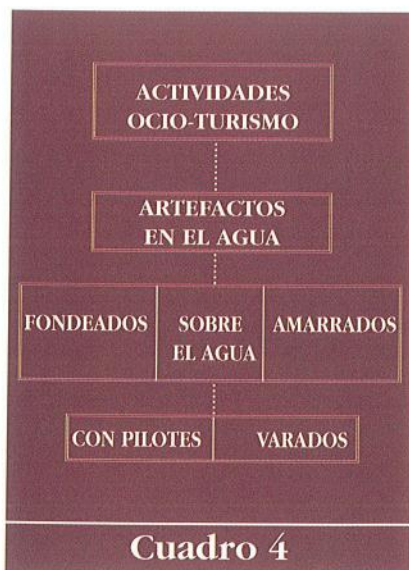 ACTIVIDADES
OCIO-TURISMO
ARTEFACTOS
EN EL AGUA
FONDEADOS
SOBRE
EL AGUA
AMARRADOS
CON PILOTES
VARADOS
Cuadro 4